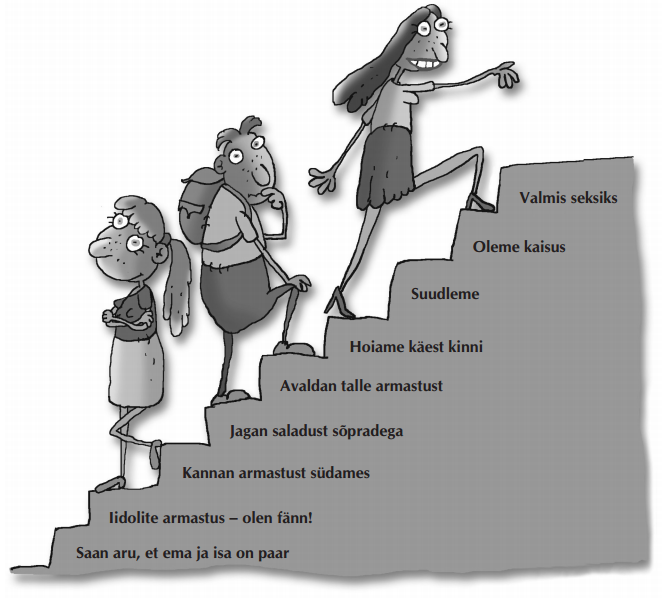 Valmis seksiks
Oleme kaisus
Suudleme
Hoiame käest kinni
Avaldan talle armastust
Jagan saladust sõpradega
Kannan armastust südames
Iidolite armastus – olen fänn!
Saan aru, et ema ja isa on paar